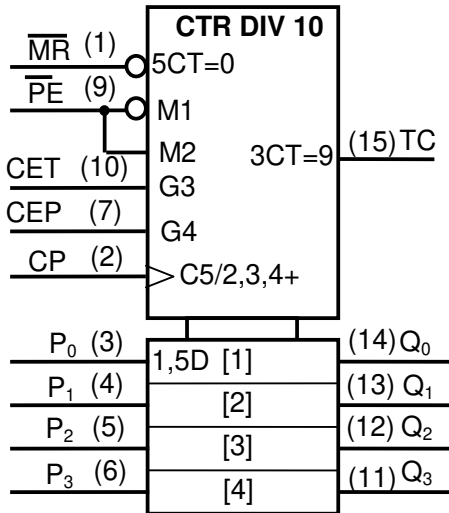 CTR DIV 10
MR (1) 5CT=0
PE (9) M1
M2 3CT=9 (15) TC
CET (10) G3
CEP (7) G4
CP (2) C5/2,3,4+
P0 (3) 1,5D [1] (14) Q0
P1 (4) [2] (13) Q1
P2 (5) [3] (12) Q2
P3 (6) [4] (11) Q3